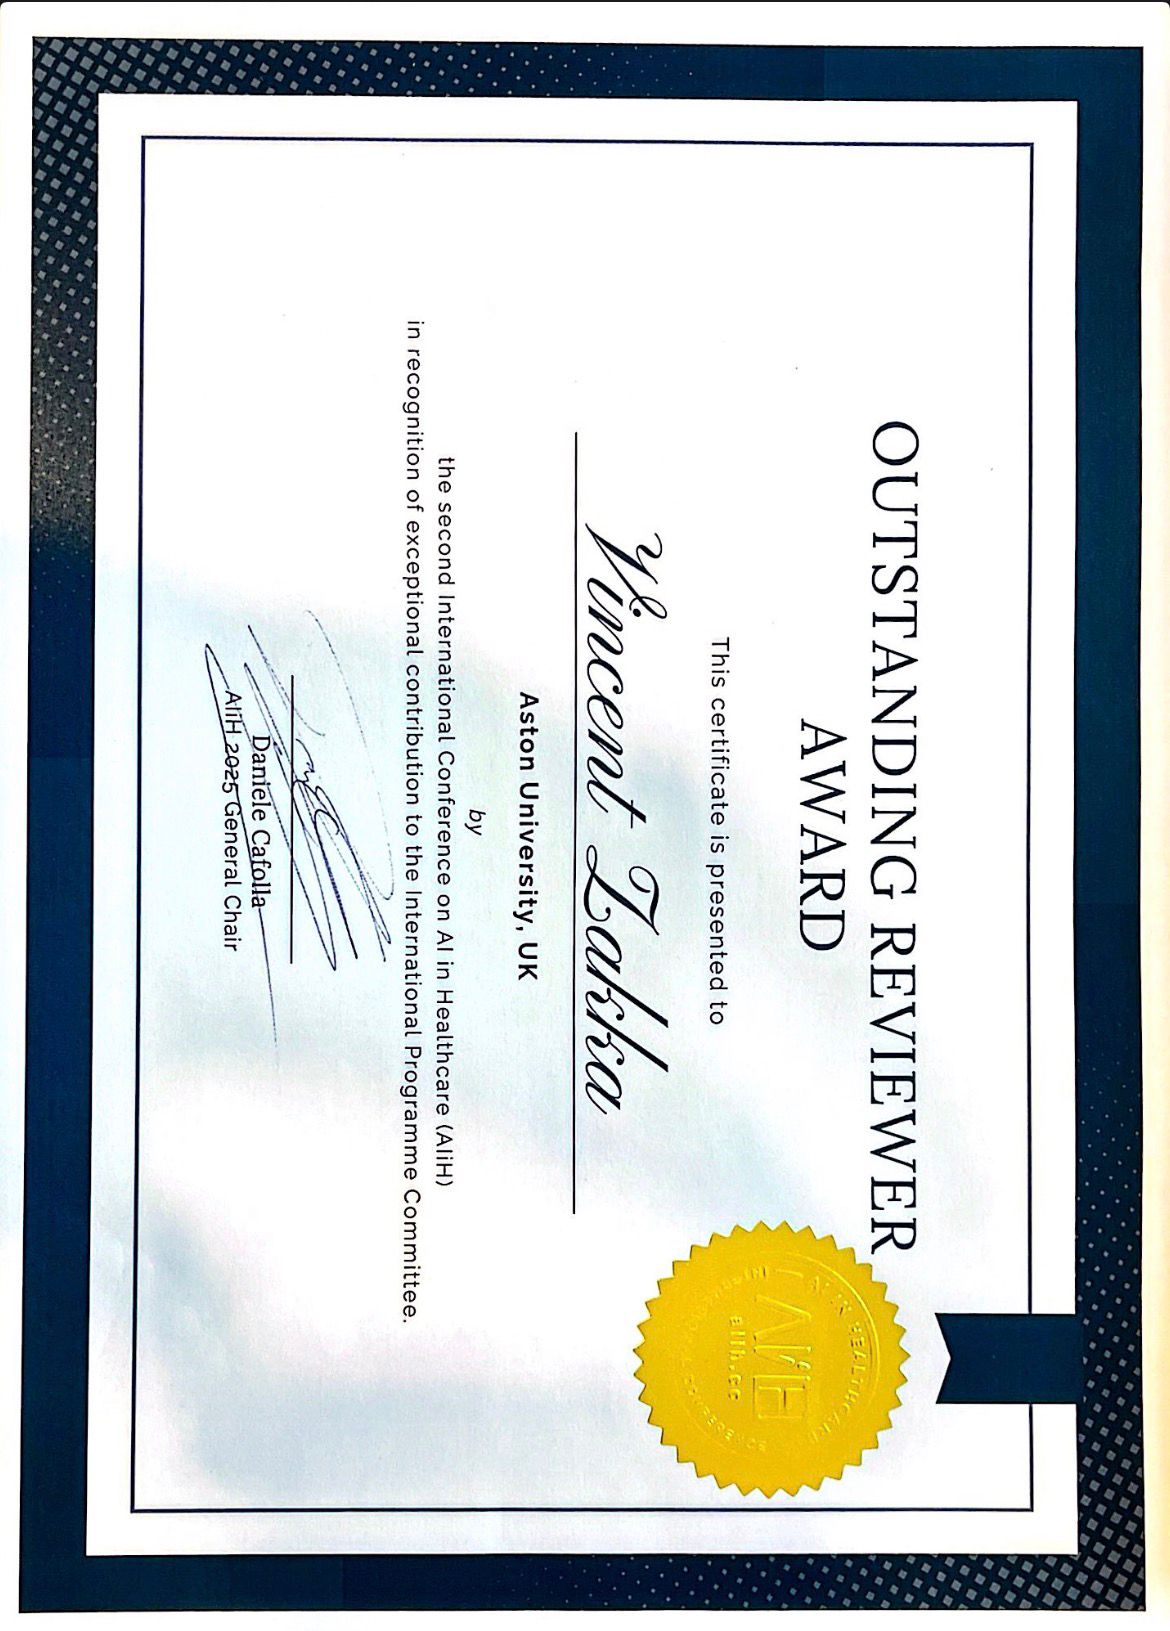 OUTSTANDING REVIEWER
AWARD
AI IN HEALTHCARE
AIiH
aiih.cc
INTERNATIONAL CONFERENCE
This certificate is presented to
Vincent Zakka
Aston University, UK
by
the second International Conference on AI in Healthcare (AIiH)
in recognition of exceptional contribution to the International Programme Committee.
Daniele Cafolla
AIiH 2025 General Chair